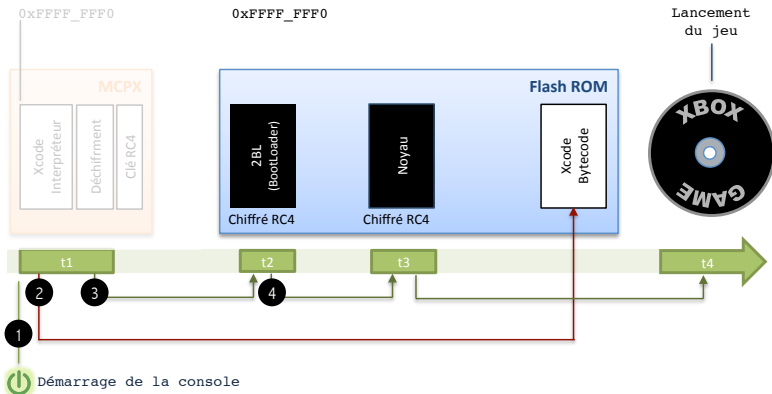 0xFFFF_FFF0
0xFFFF_FFF0
Lancement
du jeu
MCPX
Flash ROM
Xcode
Interpréteur
Déchifrment
Clé RC4
2BL
(BootLoader)
Noyau
Xcode
Bytecode
XBOX
GAME
Chiffré RC4
Chiffré RC4
t1
t2
t3
t4
2
3
4
1
Démarrage de la console